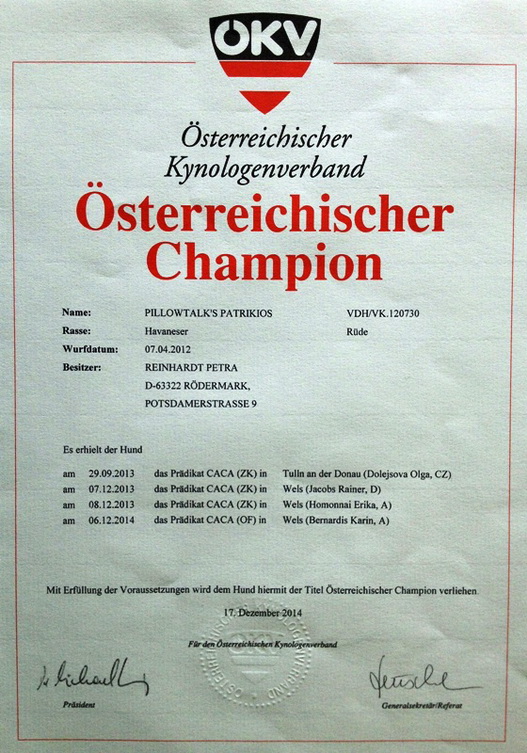 ÖKV
Österreichischer
Kynologenverband
Österreichischer
Champion
Name: PILLOWTALK'S PATRIKIOS VDH/VK.120730
Rasse: Havaneser Rüde
Wurfdatum: 07.04.2012
Besitzer: REINHARDT PETRA
D-63322 RÖDERMARK,
POTSDAMERSTRASSE 9
Es erhielt der Hund
am 29.09.2013 das Prädikat CACA (ZK) in Tulln an der Donau (Dolejsova Olga, CZ)
am 07.12.2013 das Prädikat CACA (ZK) in Wels (Jacobs Rainer, D)
am 08.12.2013 das Prädikat CACA (ZK) in Wels (Homonnai Erika, A)
am 06.12.2014 das Prädikat CACA (OF) in Wels (Bernardis Karin, A)
Mit Erfüllung der Voraussetzungen wird dem Hund hiermit der Titel Österreichischer Champion verliehen
17. Dezember 2014
Für den Österreichischen Kynologenverband
ÖKV
Präsident Generalsekretär/Referat